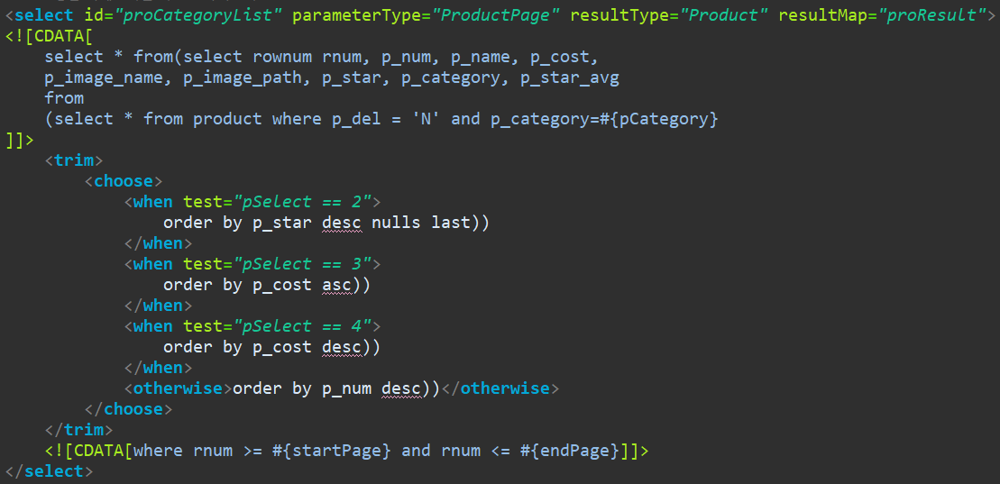 <select id="proCategoryList" parameterType="ProductPage" resultType="Product" resultMap="proResult">
<![CDATA[
    select * from(select rownum rnum, p_num, p_name, p_cost,
    p_image_name, p_image_path, p_star, p_category, p_star_avg
    from
    (select * from product where p_del = 'N' and p_category=#{pCategory}
]]>
    <trim>
        <choose>
            <when test="pSelect == 2">
                order by p_star desc nulls last))
            </when>
            <when test="pSelect == 3">
                order by p_cost asc))
            </when>
            <when test="pSelect == 4">
                order by p_cost desc))
            </when>
            <otherwise>order by p_num desc))</otherwise>
        </choose>
    </trim>
    <![CDATA[where rnum >= #{startPage} and rnum <= #{endPage}]]>
</select>